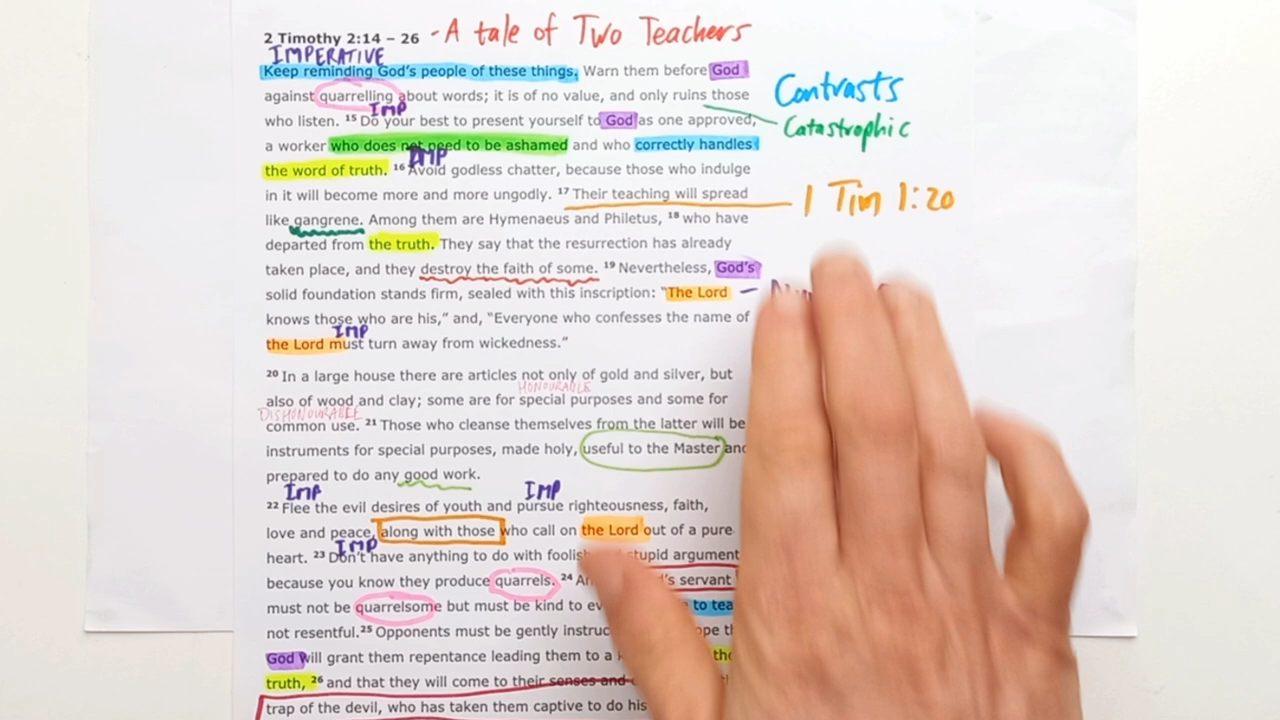 2 Timothy 2:14 – 26 - A tale of Two Teachers
IMPERATIVE
Keep reminding God's people of these things. Warn them before God
Contrasts
against quarrelling about words; it is of no value, and only ruins those
IMP
who listen. 15 Do your best to present yourself to God as one approved,
Catastrophic
a worker who does not need to be ashamed and who correctly handles
IMP
the word of truth. 16 Avoid godless chatter, because those who indulge
in it will become more and more ungodly. 17 Their teaching will spread
1 Tim 1:20
like gangrene. Among them are Hymenaeus and Philetus, 18 who have
departed from the truth. They say that the resurrection has already
taken place, and they destroy the faith of some. 19 Nevertheless, God's
solid foundation stands firm, sealed with this inscription: "The Lord
knows those who are his," and, "Everyone who confesses the name of
IMP
the Lord must turn away from wickedness."
20 In a large house there are articles not only of gold and silver, but
HONOURABLE
also of wood and clay; some are for special purposes and some for
DISHONOURABLE
common use. 21 Those who cleanse themselves from the latter will be
instruments for special purposes, made holy, useful to the Master and
prepared to do any good work.
IMP IMP
22 Flee the evil desires of youth and pursue righteousness, faith,
love and peace, along with those who call on the Lord out of a pure
IMP
heart. 23 Don't have anything to do with stupid argument
because you know they produce quarrels. 24 servant
must not be quarrelsome but must be kind to to
not resentful. 25 Opponents must be gently
God will grant them repentance leading them to a
truth, 26 and that they will come to their senses and
trap of the devil, who has taken them captive to do his